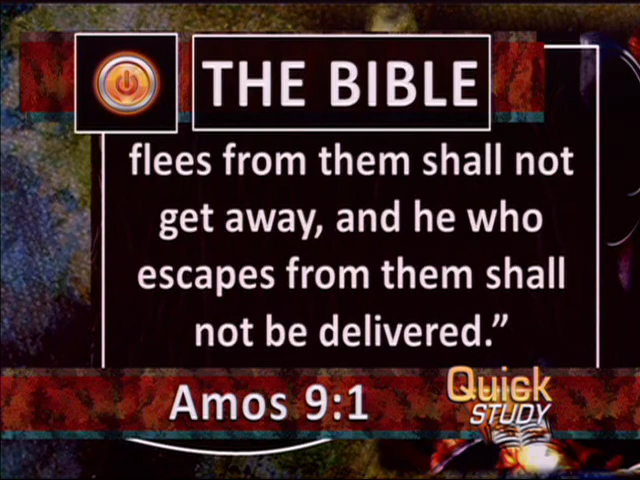 THE BIBLE
flees from them shall not
get away, and he who
escapes from them shall
not be delivered.”
Amos 9:1
Quick
STUDY